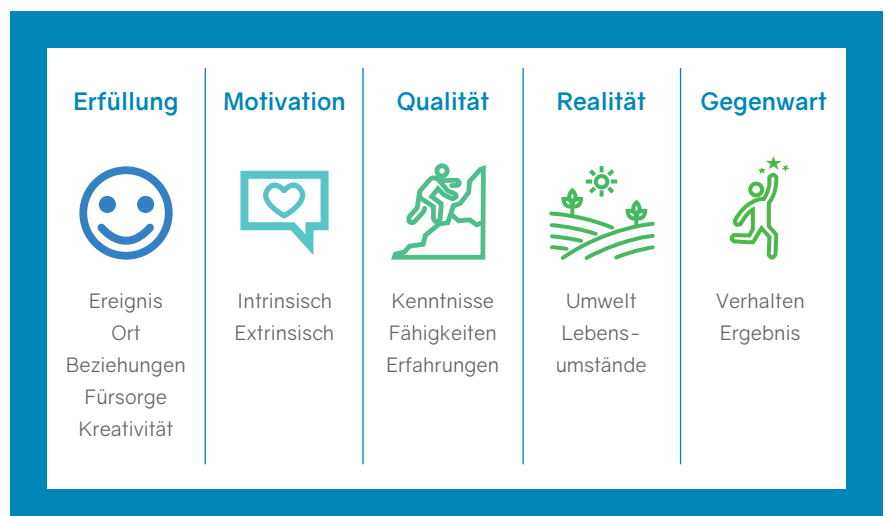 Erfüllung
Ereignis
Ort
Beziehungen
Fürsorge
Kreativität
Motivation
Intrinsisch
Extrinsisch
Qualität
Kenntnisse
Fähigkeiten
Erfahrungen
Realität
Umwelt
Lebens-
umstände
Gegenwart
Verhalten
Ergebnis